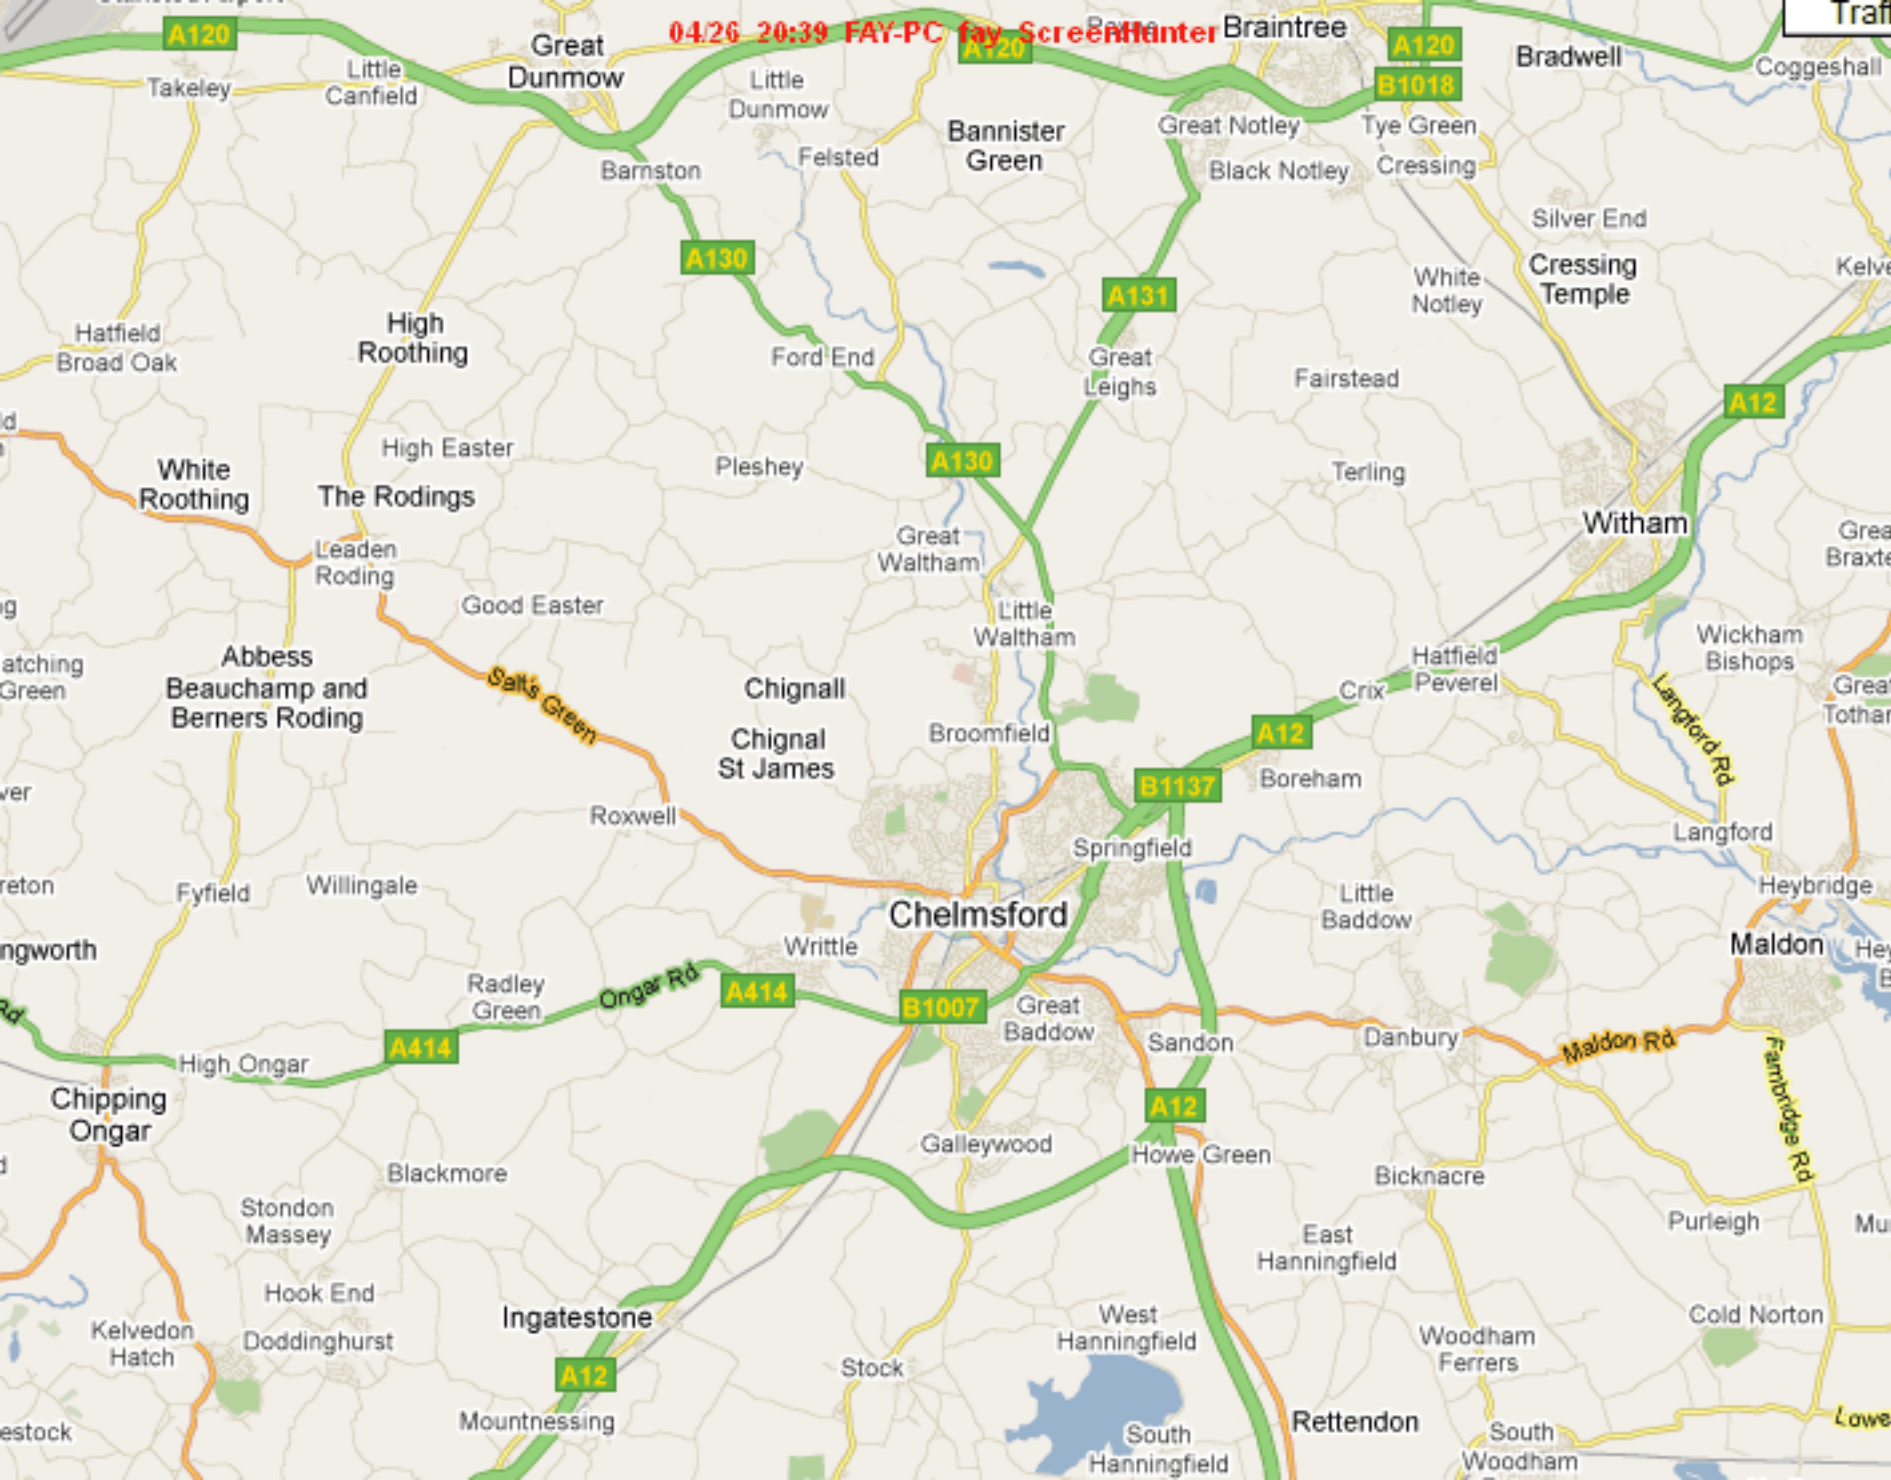 04/26 20:39 FAY-PC fay ScreenHunter
A120
Great
Dunmow
A120
Braintree
A120
B1018
Bradwell
Coggeshall
Takeley
Little
Canfield
Little
Dunmow
Bannister
Green
Great Notley
Tye Green
Cressing
Barnston
Felsted
Black Notley
Silver End
Cressing
Temple
A130
A131
White
Notley
Hatfield
Broad Oak
High
Roothing
Ford End
Great
Leighs
Fairstead
A12
White
Roothing
High Easter
The Rodings
Pleshey
A130
Terling
Witham
Leaden
Roding
Great
Waltham
Good Easter
Little
Waltham
Wickham
Bishops
Abbess
Beauchamp and
Berners Roding
Salt's Green
Chignall
Chignal
St James
Broomfield
Hatfield
Peverel
Crix
A12
Langford Rd
B1137
Boreham
Roxwell
Springfield
Langford
Fyfield
Willingale
Chelmsford
Little
Baddow
Heybridge
Maldon
Writtle
Radley
Green
Ongar Rd
A414
B1007
Great
Baddow
Sandon
Danbury
Maldon Rd
Rd
High Ongar
A414
Chipping
Ongar
A12
Fambridge Rd
Galleywood
Howe Green
Bicknacre
Blackmore
Stondon
Massey
East
Hanningfield
Purleigh
Hook End
Kelvedon
Hatch
Doddinghurst
Ingatestone
A12
West
Hanningfield
Cold Norton
Woodham
Ferrers
Stock
Mountnessing
Rettendon
South
Hanningfield
South
Woodham